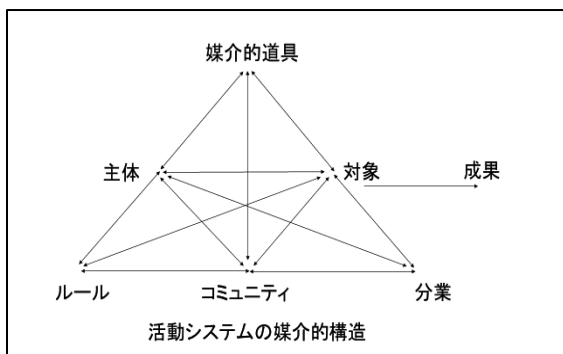 媒介的道具
主体
対象
成果
ルール
コミュニティ
分業
活動システムの媒介的構造